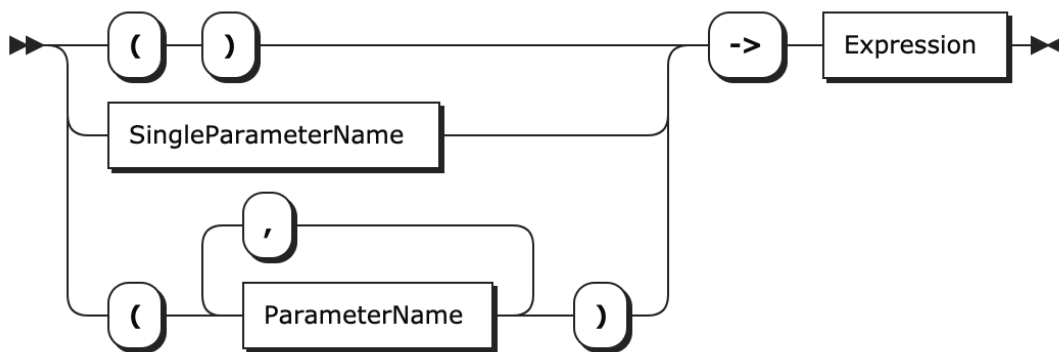 ( ) -> Expression
SingleParameterName
,
( ParameterName )